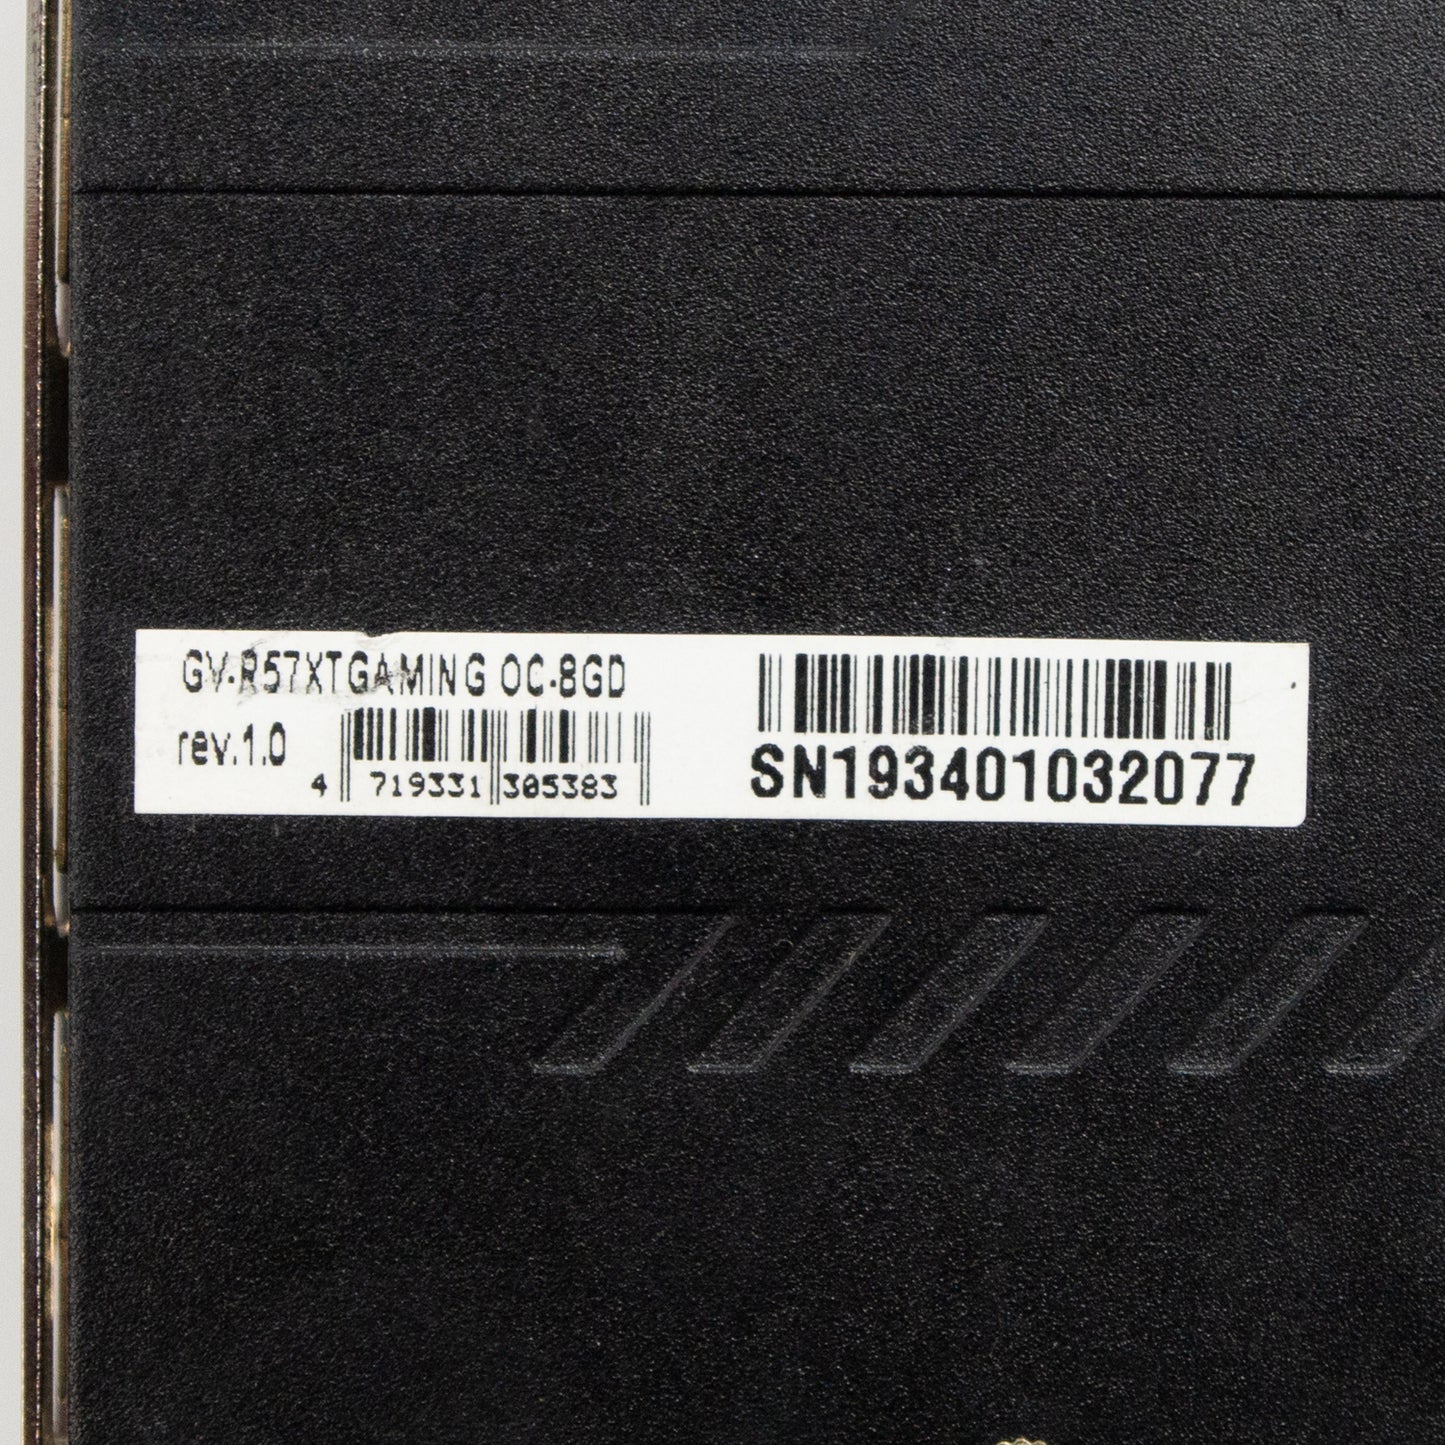 GV-R57XTGAMING OC-8GD
rev.1.0
4 719331 305383
SN193401032077